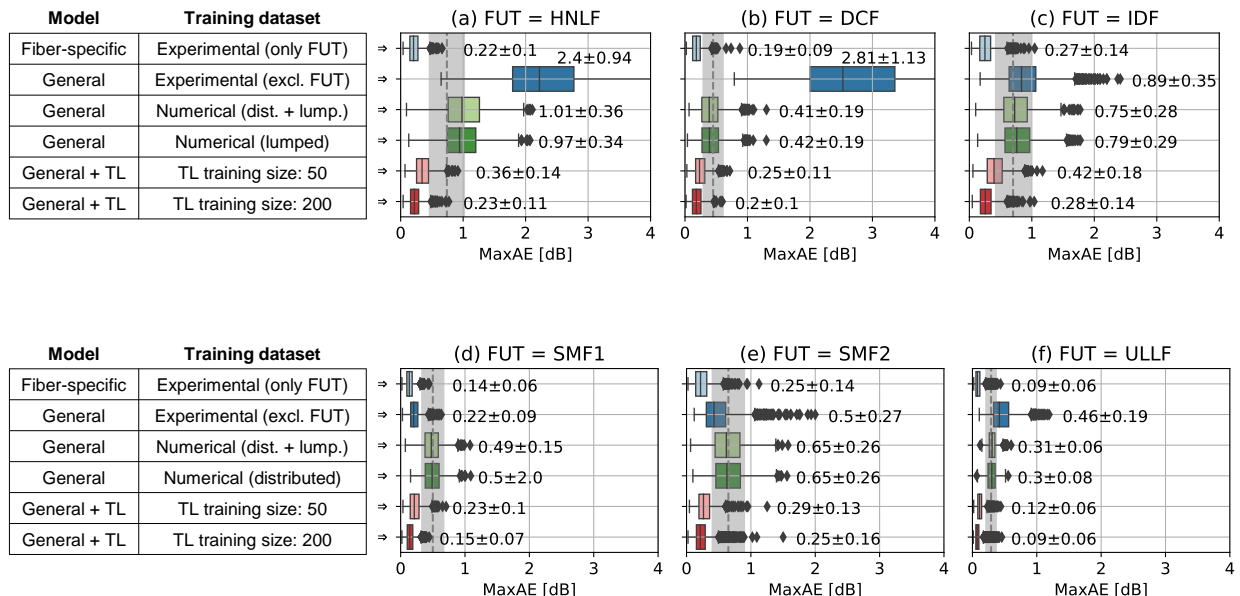 Model Training dataset (a) FUT = HNLF (b) FUT = DCF (c) FUT = IDF
Fiber-specific Experimental (only FUT) ⇒ 0.22±0.1 0.19±0.09 0.27±0.14
General Experimental (excl. FUT) ⇒ 2.4±0.94 2.81±1.13 0.89±0.35
General Numerical (dist. + lump.) ⇒ 1.01±0.36 0.41±0.19 0.75±0.28
General Numerical (lumped) ⇒ 0.97±0.34 0.42±0.19 0.79±0.29
General + TL TL training size: 50 ⇒ 0.36±0.14 0.25±0.11 0.42±0.18
General + TL TL training size: 200 ⇒ 0.23±0.11 0.2±0.1 0.28±0.14
0 1 2 3 4 0 1 2 3 4 0 1 2 3 4
MaxAE [dB] MaxAE [dB] MaxAE [dB]
Model Training dataset (d) FUT = SMF1 (e) FUT = SMF2 (f) FUT = ULLF
Fiber-specific Experimental (only FUT) ⇒ 0.14±0.06 0.25±0.14 0.09±0.06
General Experimental (excl. FUT) ⇒ 0.22±0.09 0.5±0.27 0.46±0.19
General Numerical (dist. + lump.) ⇒ 0.49±0.15 0.65±0.26 0.31±0.06
General Numerical (distributed) ⇒ 0.5±2.0 0.65±0.26 0.3±0.08
General + TL TL training size: 50 ⇒ 0.23±0.1 0.29±0.13 0.12±0.06
General + TL TL training size: 200 ⇒ 0.15±0.07 0.25±0.16 0.09±0.06
0 1 2 3 4 0 1 2 3 4 0 1 2 3 4
MaxAE [dB] MaxAE [dB] MaxAE [dB]